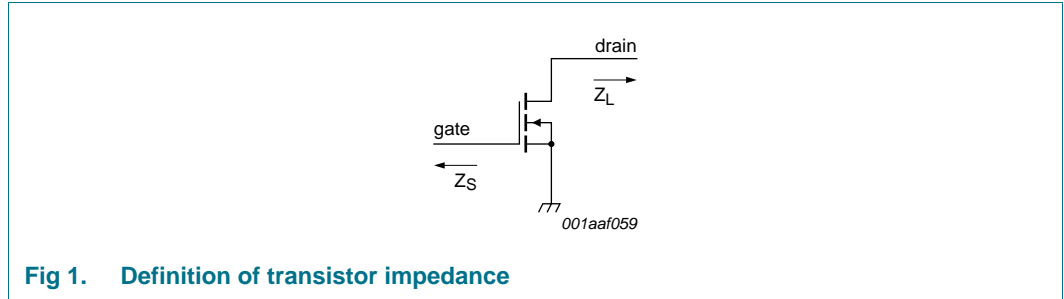 drain
Z_L
gate
Z_S
001aaf059
Fig 1. Definition of transistor impedance